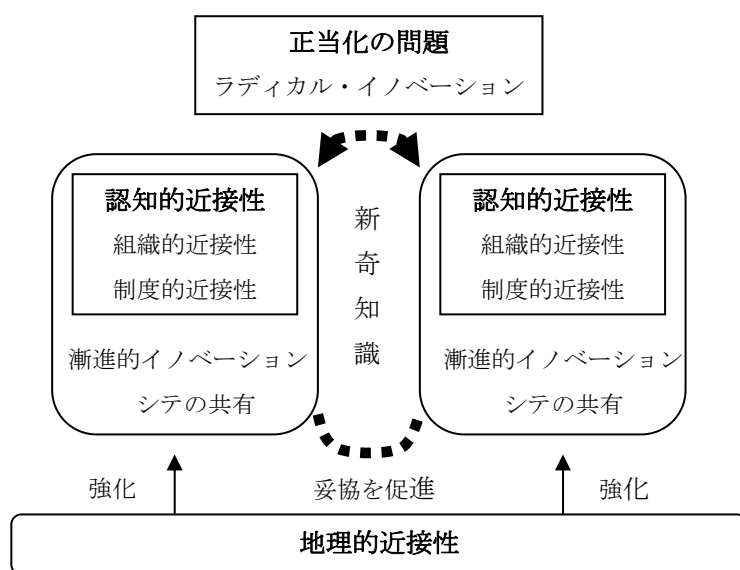 正当化の問題
ラディカル・イノベーション
認知的近接性
組織的近接性
制度的近接性
漸進的イノベーション
シテの共有
新奇知識
認知的近接性
組織的近接性
制度的近接性
漸進的イノベーション
シテの共有
強化
妥協を促進
強化
地理的近接性